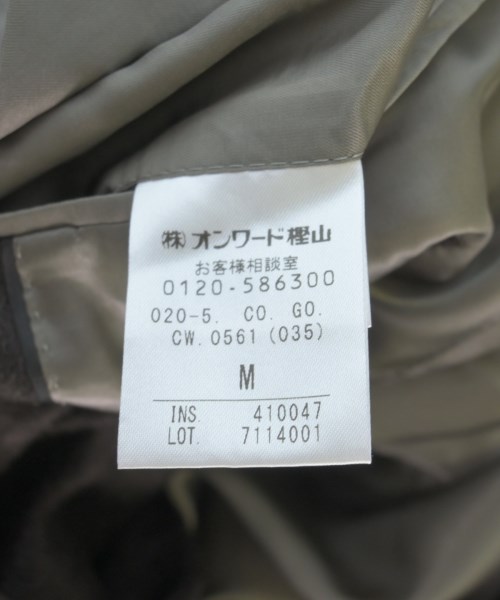 ㈱オンワード樫山
お客様相談室
0120-586300
020-5. CO. GO.
CW. 0561 (035)
M
INS. 410047
LOT. 7114001